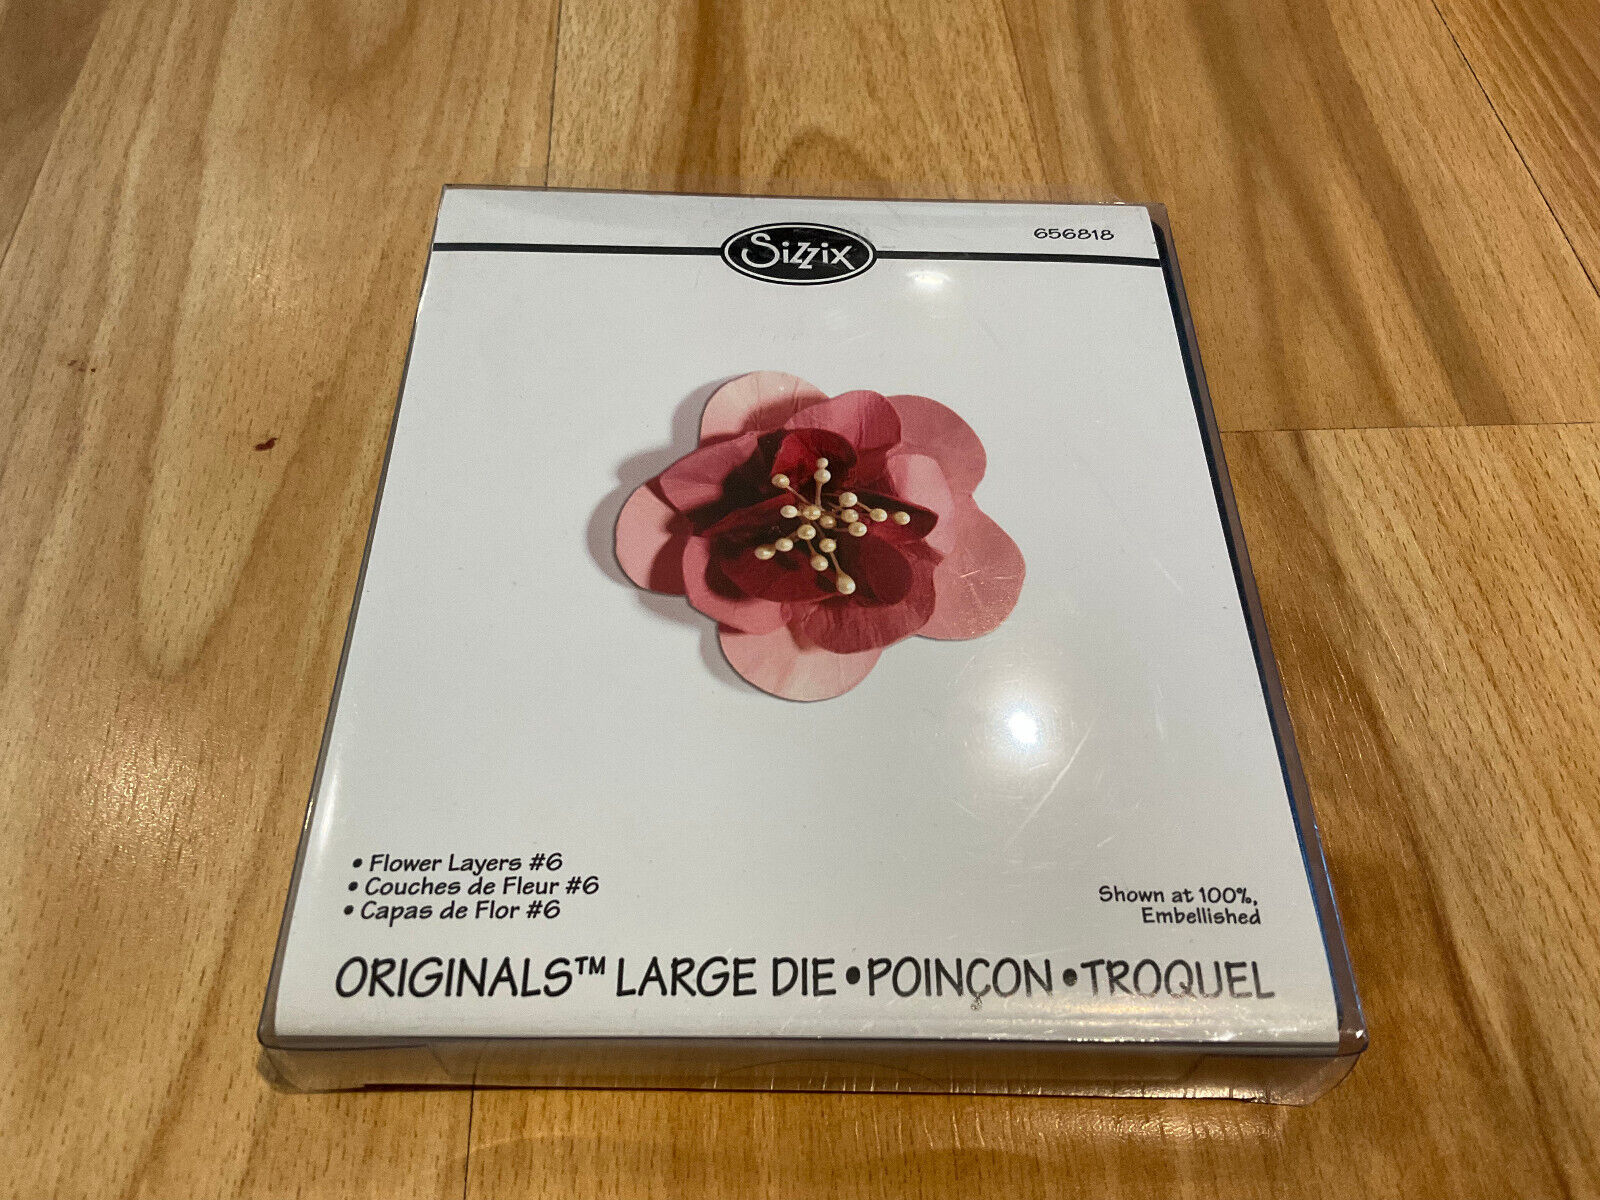 Sizzix
656818
• Flower Layers #6
• Couches de Fleur #6
• Capas de Flor #6
Shown at 100%,
Embellished
ORIGINALS™ LARGE DIE • POINÇON • TROQUEL